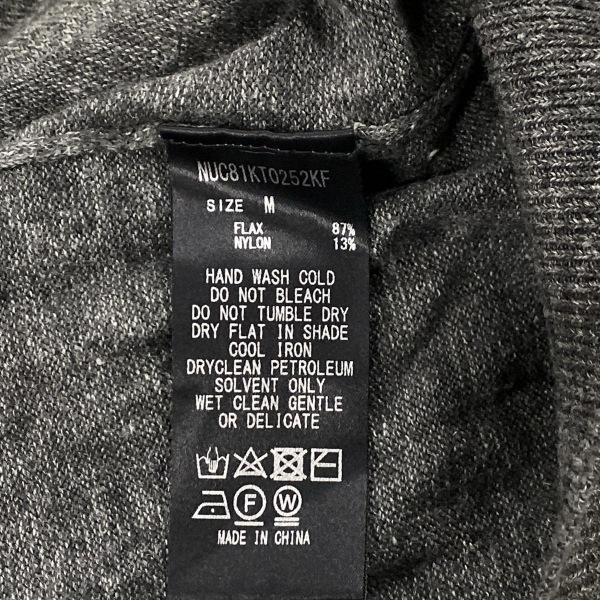 NUC81KT0252KF
SIZE M
FLAX 87%
NYLON 13%
HAND WASH COLD
DO NOT BLEACH
DO NOT TUMBLE DRY
DRY FLAT IN SHADE
COOL IRON
DRYCLEAN PETROLEUM
SOLVENT ONLY
WET CLEAN GENTLE
OR DELICATE
F W
MADE IN CHINA